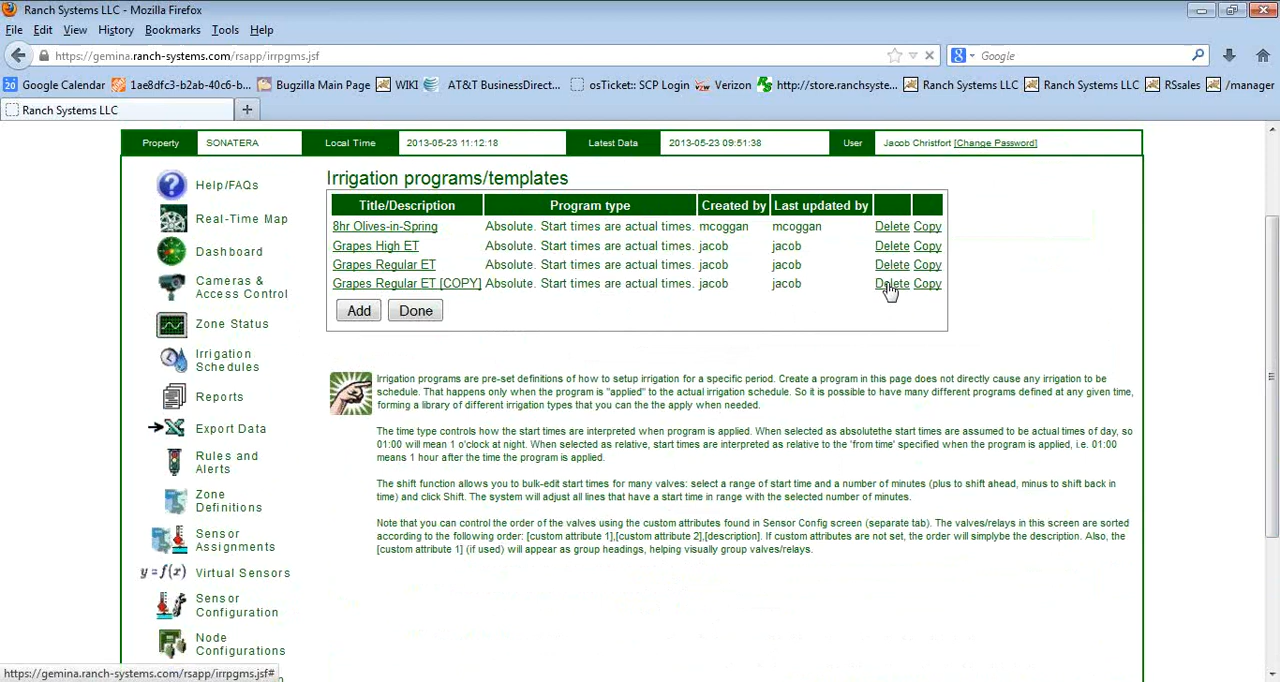 Ranch Systems LLC - Mozilla Firefox
File Edit View History Bookmarks Tools Help
https://gemina.ranch-systems.com/rsapp/irrpgms.jsf
Google
20 Google Calendar 1ae8dfc3-b2ab-40c6-b... Bugzilla Main Page WIKI AT&T BusinessDirect... osTicket:: SCP Login Verizon http://store.ranchsyste... Ranch Systems LLC Ranch Systems LLC RSsales /manager
Ranch Systems LLC
Property SONATERA Local Time 2013-05-23 11:12:18 Latest Data 2013-05-23 09:51:38 User Jacob Christfort [Change Password]
Help/FAQs
Real-Time Map
Dashboard
Cameras &
Access Control
Zone Status
Irrigation
Schedules
Reports
Export Data
Rules and
Alerts
Zone
Definitions
Sensor
Assignments
y = f(x) Virtual Sensors
Sensor
Configuration
Node
Configurations
Irrigation programs/templates
Title/Description Program type Created by Last updated by
8hr Olives-in-Spring Absolute. Start times are actual times. mcoggan mcoggan Delete Copy
Grapes High ET Absolute. Start times are actual times. jacob jacob Delete Copy
Grapes Regular ET Absolute. Start times are actual times. jacob jacob Delete Copy
Grapes Regular ET [COPY] Absolute. Start times are actual times. jacob jacob Delete Copy
Add Done
Irrigation programs are pre-set definitions of how to setup irrigation for a specific period. Create a program in this page does not directly cause any irrigation to be
schedule. That happens only when the program is "applied" to the actual irrigation schedule. So it is possible to have many different programs defined at any given time,
forming a library of different irrigation types that you can the the apply when needed.
The time type controls how the start times are interpreted when program is applied. When selected as absolutethe start times are assumed to be actual times of day, so
01:00 will mean 1 o'clock at night. When selected as relative, start times are interpreted as relative to the 'from time' specified when the program is applied, i.e. 01:00
means 1 hour after the time the program is applied.
The shift function allows you to bulk-edit start times for many valves: select a range of start time and a number of minutes (plus to shift ahead, minus to shift back in
time) and click Shift. The system will adjust all lines that have a start time in range with the selected number of minutes.
Note that you can control the order of the valves using the custom attributes found in Sensor Config screen (separate tab). The valves/relays in this screen are sorted
according to the following order: [custom attribute 1],[custom attribute 2],[description]. If custom attributes are not set, the order will simplybe the description. Also, the
[custom attribute 1] (if used) will appear as group headings, helping visually group valves/relays.
https://gemina.ranch-systems.com/rsapp/irrpgms.jsf#